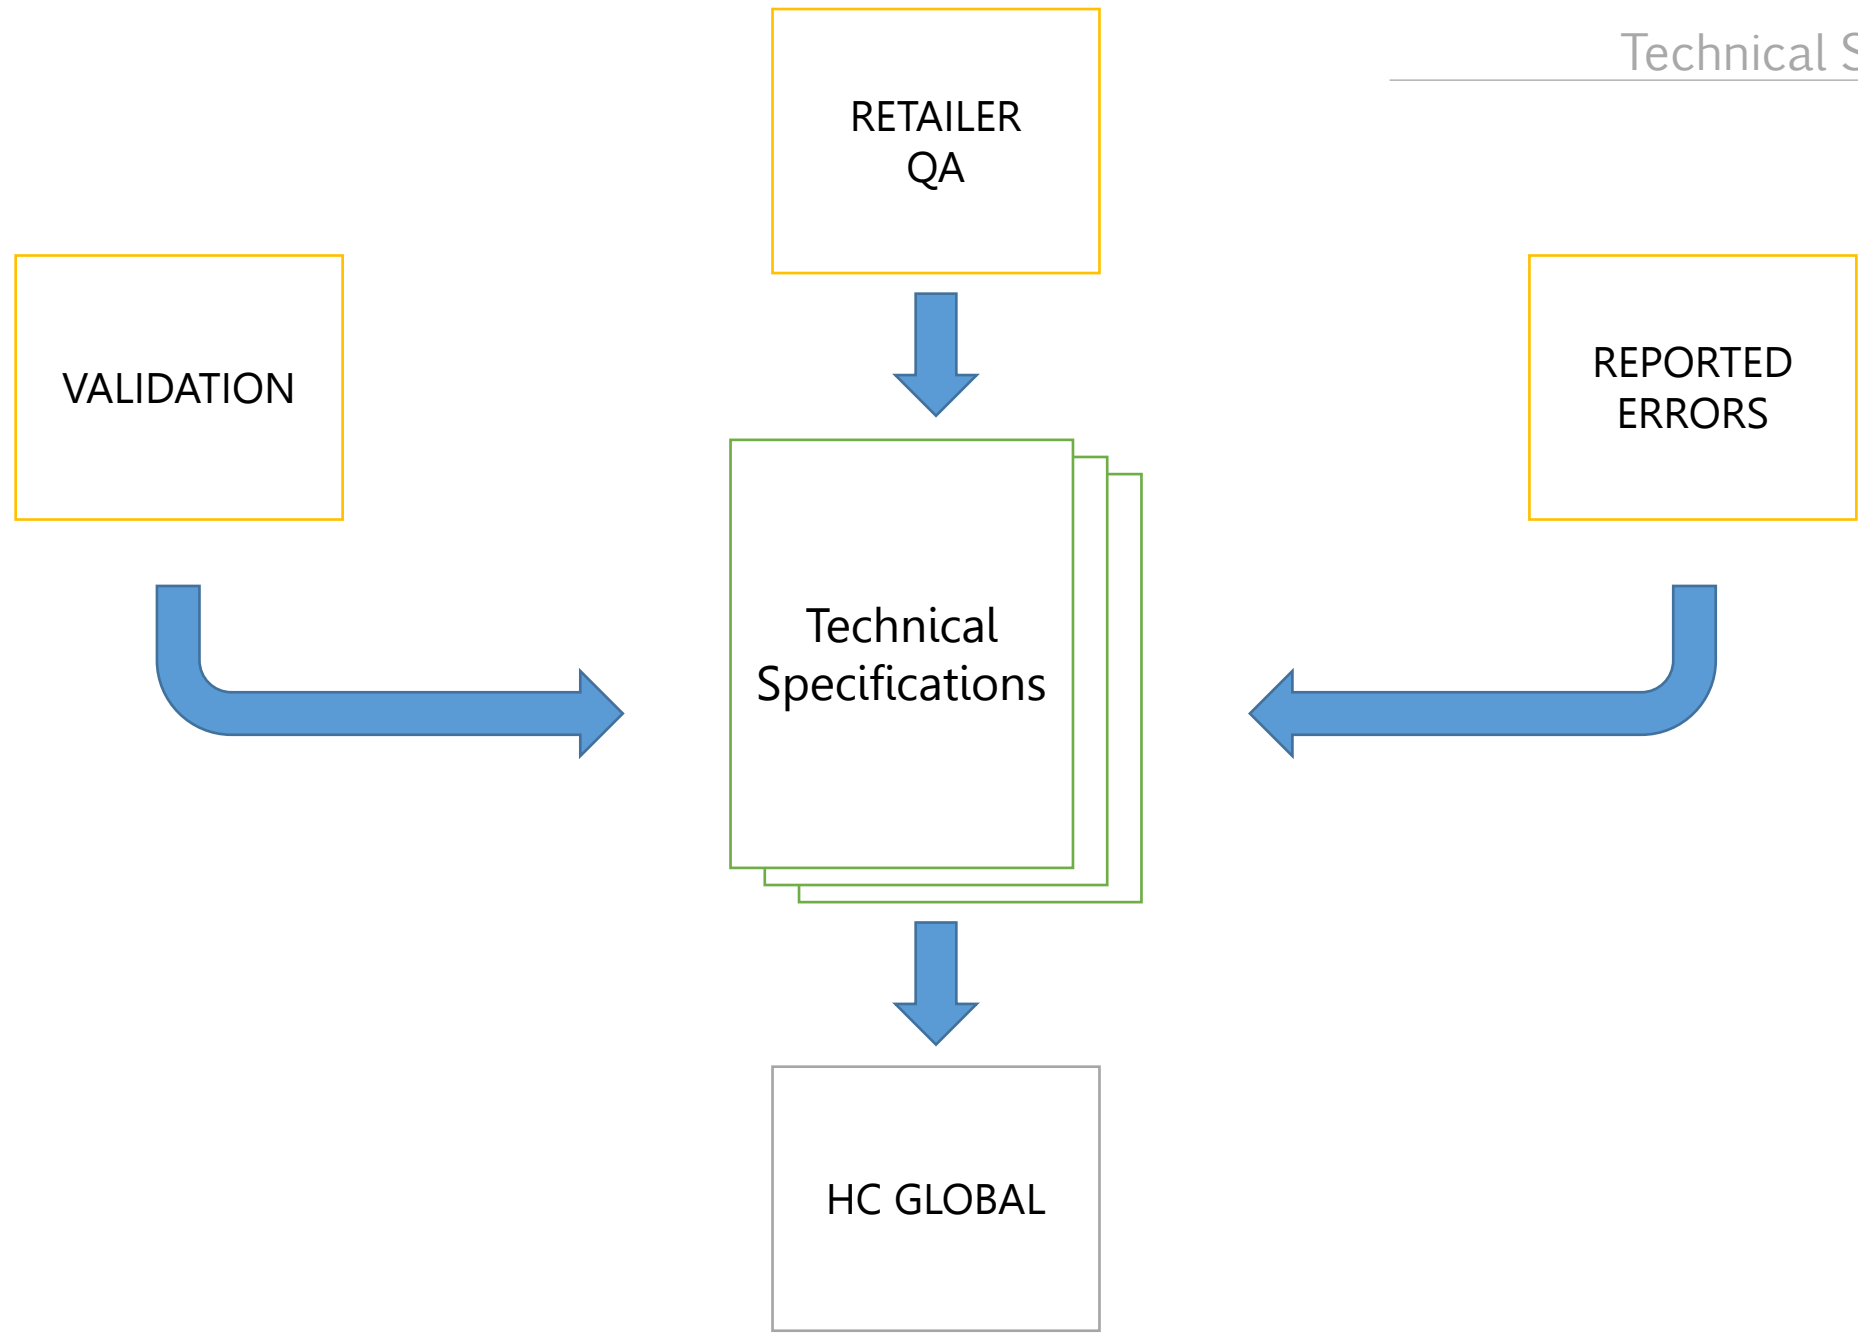 Technical S
RETAILER
QA
VALIDATION
REPORTED
ERRORS
Technical
Specifications
HC GLOBAL